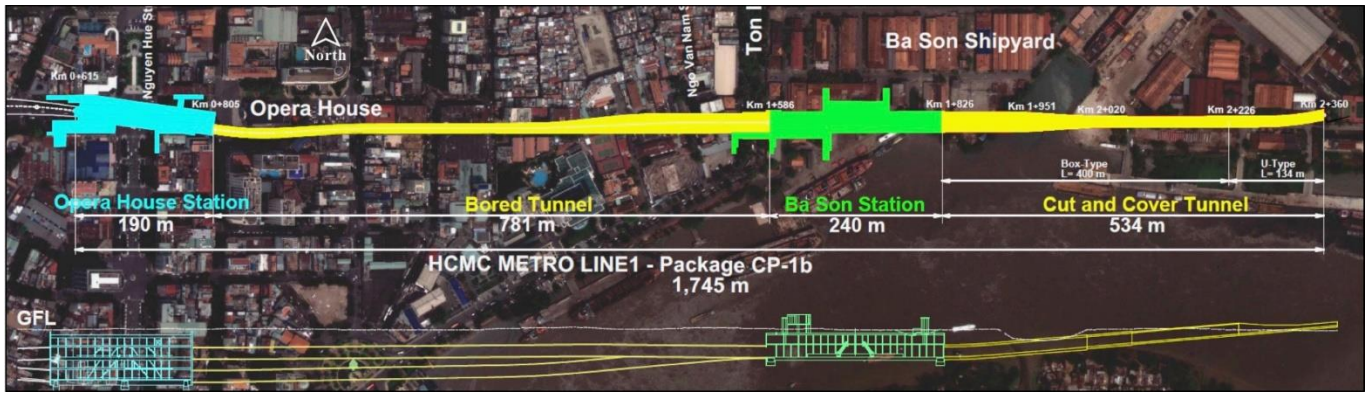 Nguyen Hue St
North
Ngo Van Nam S
Ton
Ba Son Shipyard
Km 0+615
Km 0+805
Opera House
Km 1+586
Km 1+826
Km 1+951
Km 2+020
Km 2+226
Km 2+360
Box-Type
L= 400 m
U-Type
L= 134 m
Opera House Station
190 m
Bored Tunnel
781 m
Ba Son Station
240 m
Cut and Cover Tunnel
534 m
HCMC METRO LINE1 - Package CP-1b
1,745 m
GFL